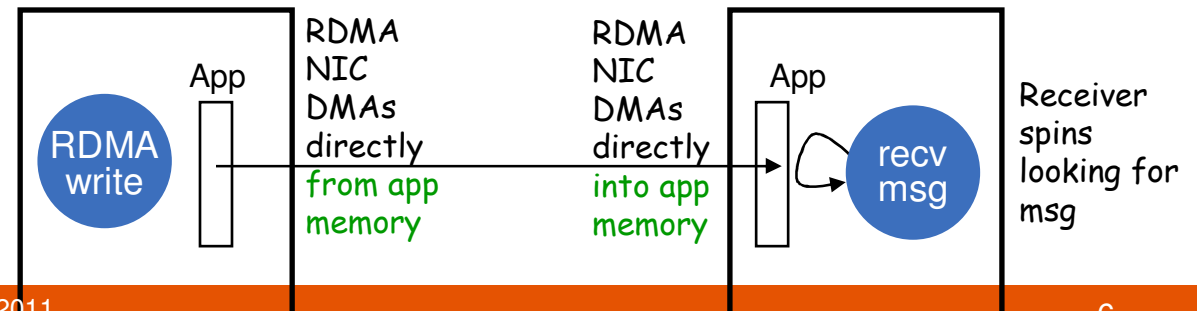 App
RDMA
write
RDMA
NIC
DMAs
directly
from app
memory
RDMA
NIC
DMAs
directly
into app
memory
App
recv
msg
Receiver
spins
looking for
msg
2011
6